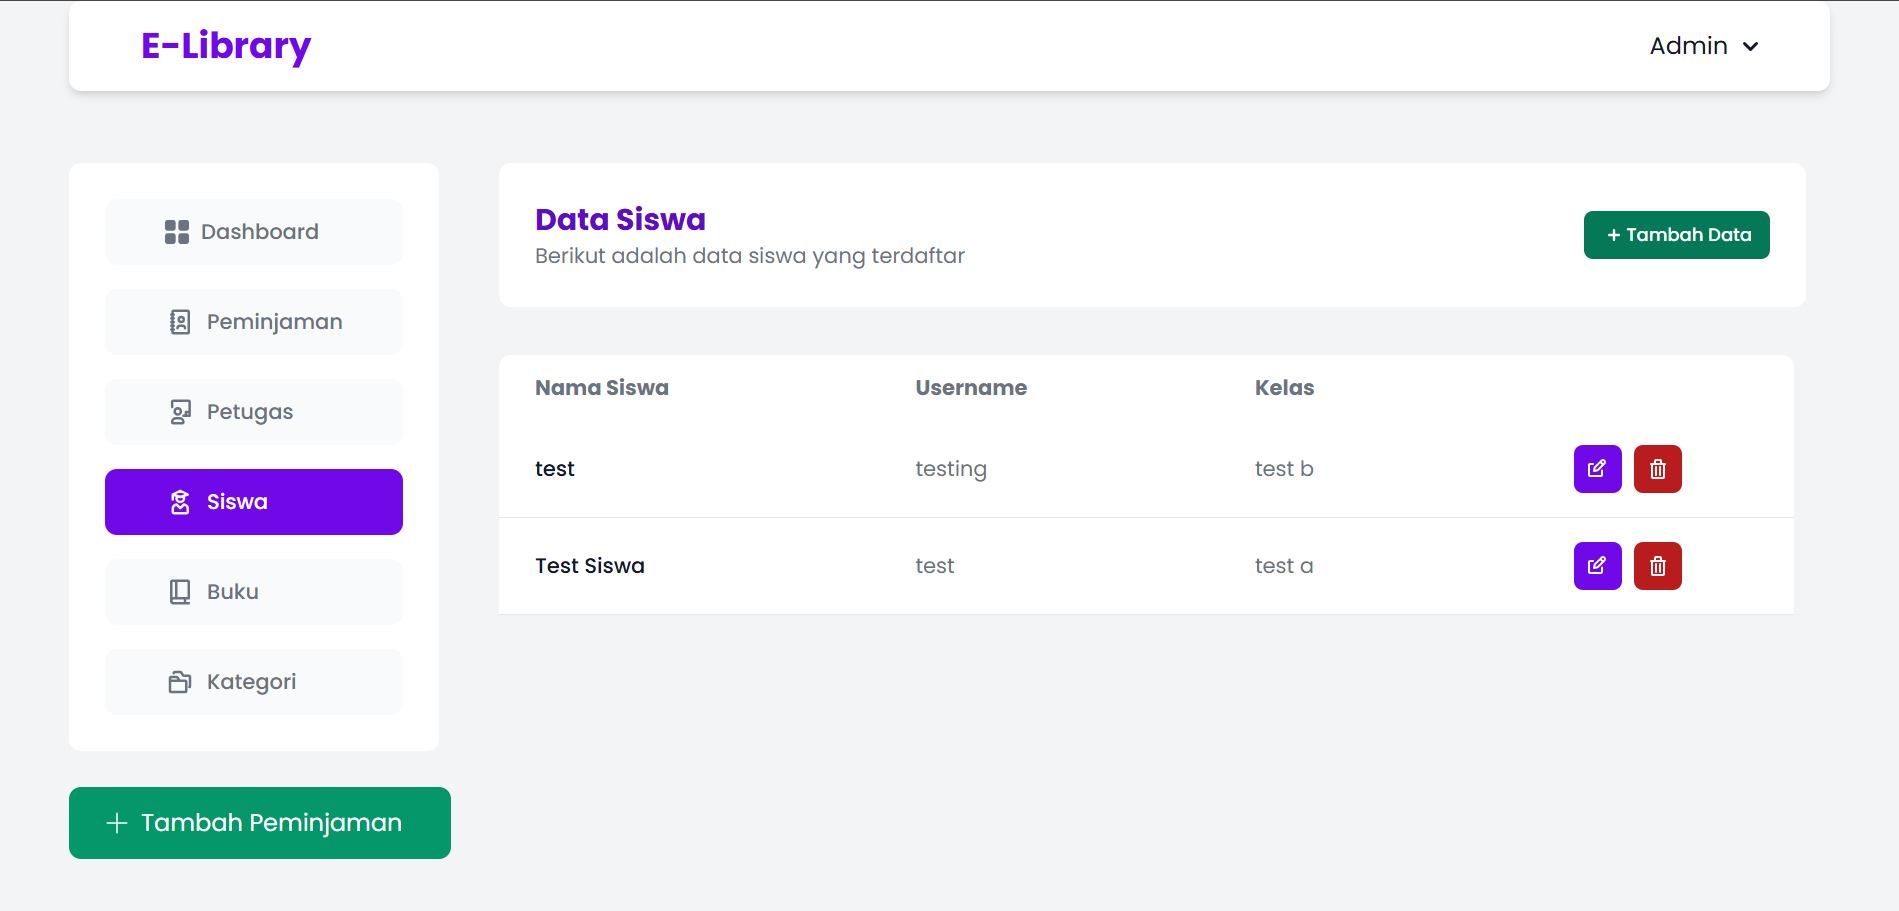 E-Library
Admin
Dashboard
Peminjaman
Petugas
Siswa
Buku
Kategori
+ Tambah Peminjaman
Data Siswa
Berikut adalah data siswa yang terdaftar
+ Tambah Data
Nama Siswa Username Kelas
test testing test b
Test Siswa test test a